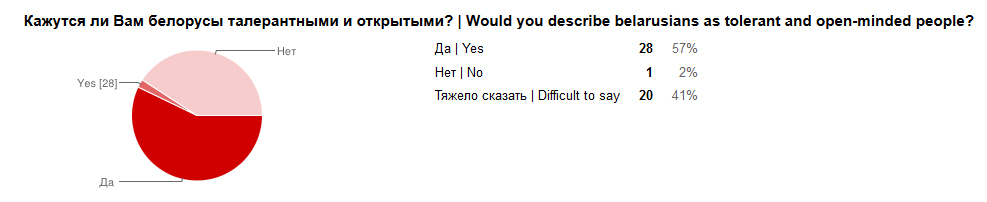 Кажутся ли Вам белорусы талерантными и открытыми? | Would you describe belarusians as tolerant and open-minded people?
Нет
Yes [28]
Да
Да | Yes 28 57%
Нет | No 1 2%
Тяжело сказать | Difficult to say 20 41%